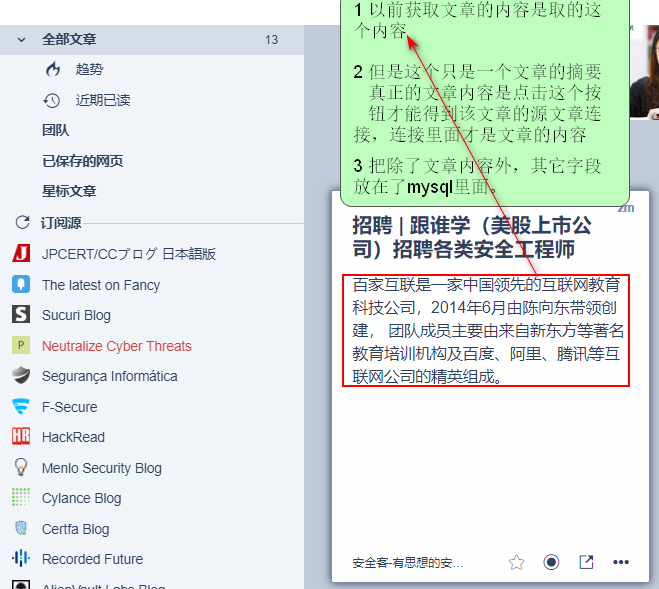 全部文章 13
趋势
近期已读
团队
已保存的网页
星标文章
订阅源
JPCERT/CCブログ 日本語版
The latest on Fancy
Sucuri Blog
P Neutralize Cyber Threats
Segurança Informática
F-Secure
HR HackRead
Menlo Security Blog
Cylance Blog
Certfa Blog
Recorded Future
AlienVault Labs Blog
1 以前获取文章的内容是取的这
个内容
2 但是这个只是一个文章的摘要
真正的文章内容是点击这个按
钮才能得到该文章的源文章连
接，连接里面才是文章的内容
3 把除了文章内容外，其它字段
放在了mysql里面。
zm
招聘 | 跟谁学（美股上市公
司）招聘各类安全工程师
百家互联是一家中国领先的互联网教育
科技公司，2014年6月由陈向东带领创
建， 团队成员主要由来自新东方等著名
教育培训机构及百度、阿里、腾讯等互
联网公司的精英组成。
安全客-有思想的安...